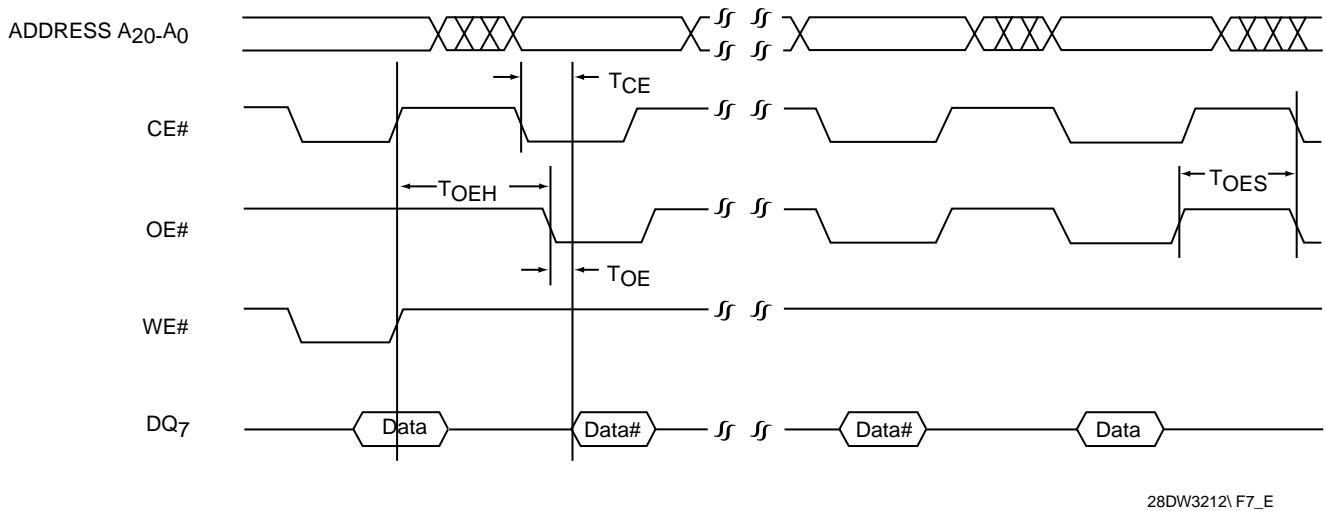 ADDRESS A20-A0
TCE
CE#
TOEH
TOES
OE#
TOE
WE#
DQ7
Data
Data#
Data#
Data
28DW3212\ F7_E